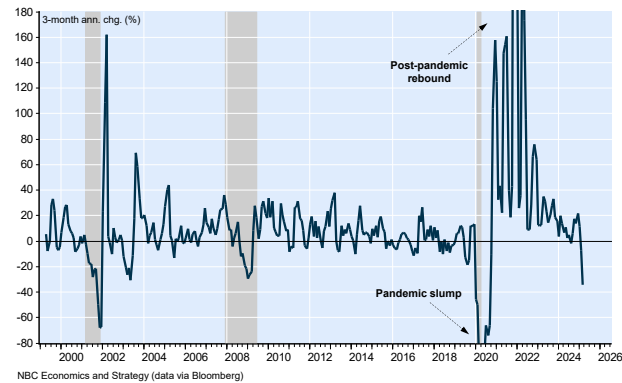 3-month ann. chg. (%)
180
160
140
120
100
80
60
40
20
0
-20
-40
-60
-80
Post-pandemic
rebound
Pandemic slump
2000 2002 2004 2006 2008 2010 2012 2014 2016 2018 2020 2022 2024 2026
NBC Economics and Strategy (data via Bloomberg)